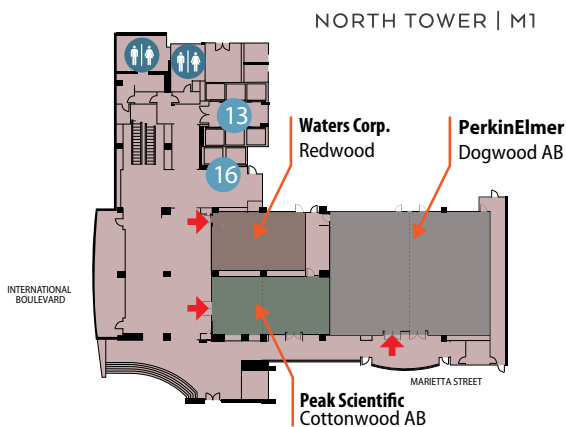 NORTH TOWER | M1
13
Waters Corp.
Redwood
PerkinElmer
Dogwood AB
16
INTERNATIONAL
BOULEVARD
MARIETTA STREET
Peak Scientific
Cottonwood AB